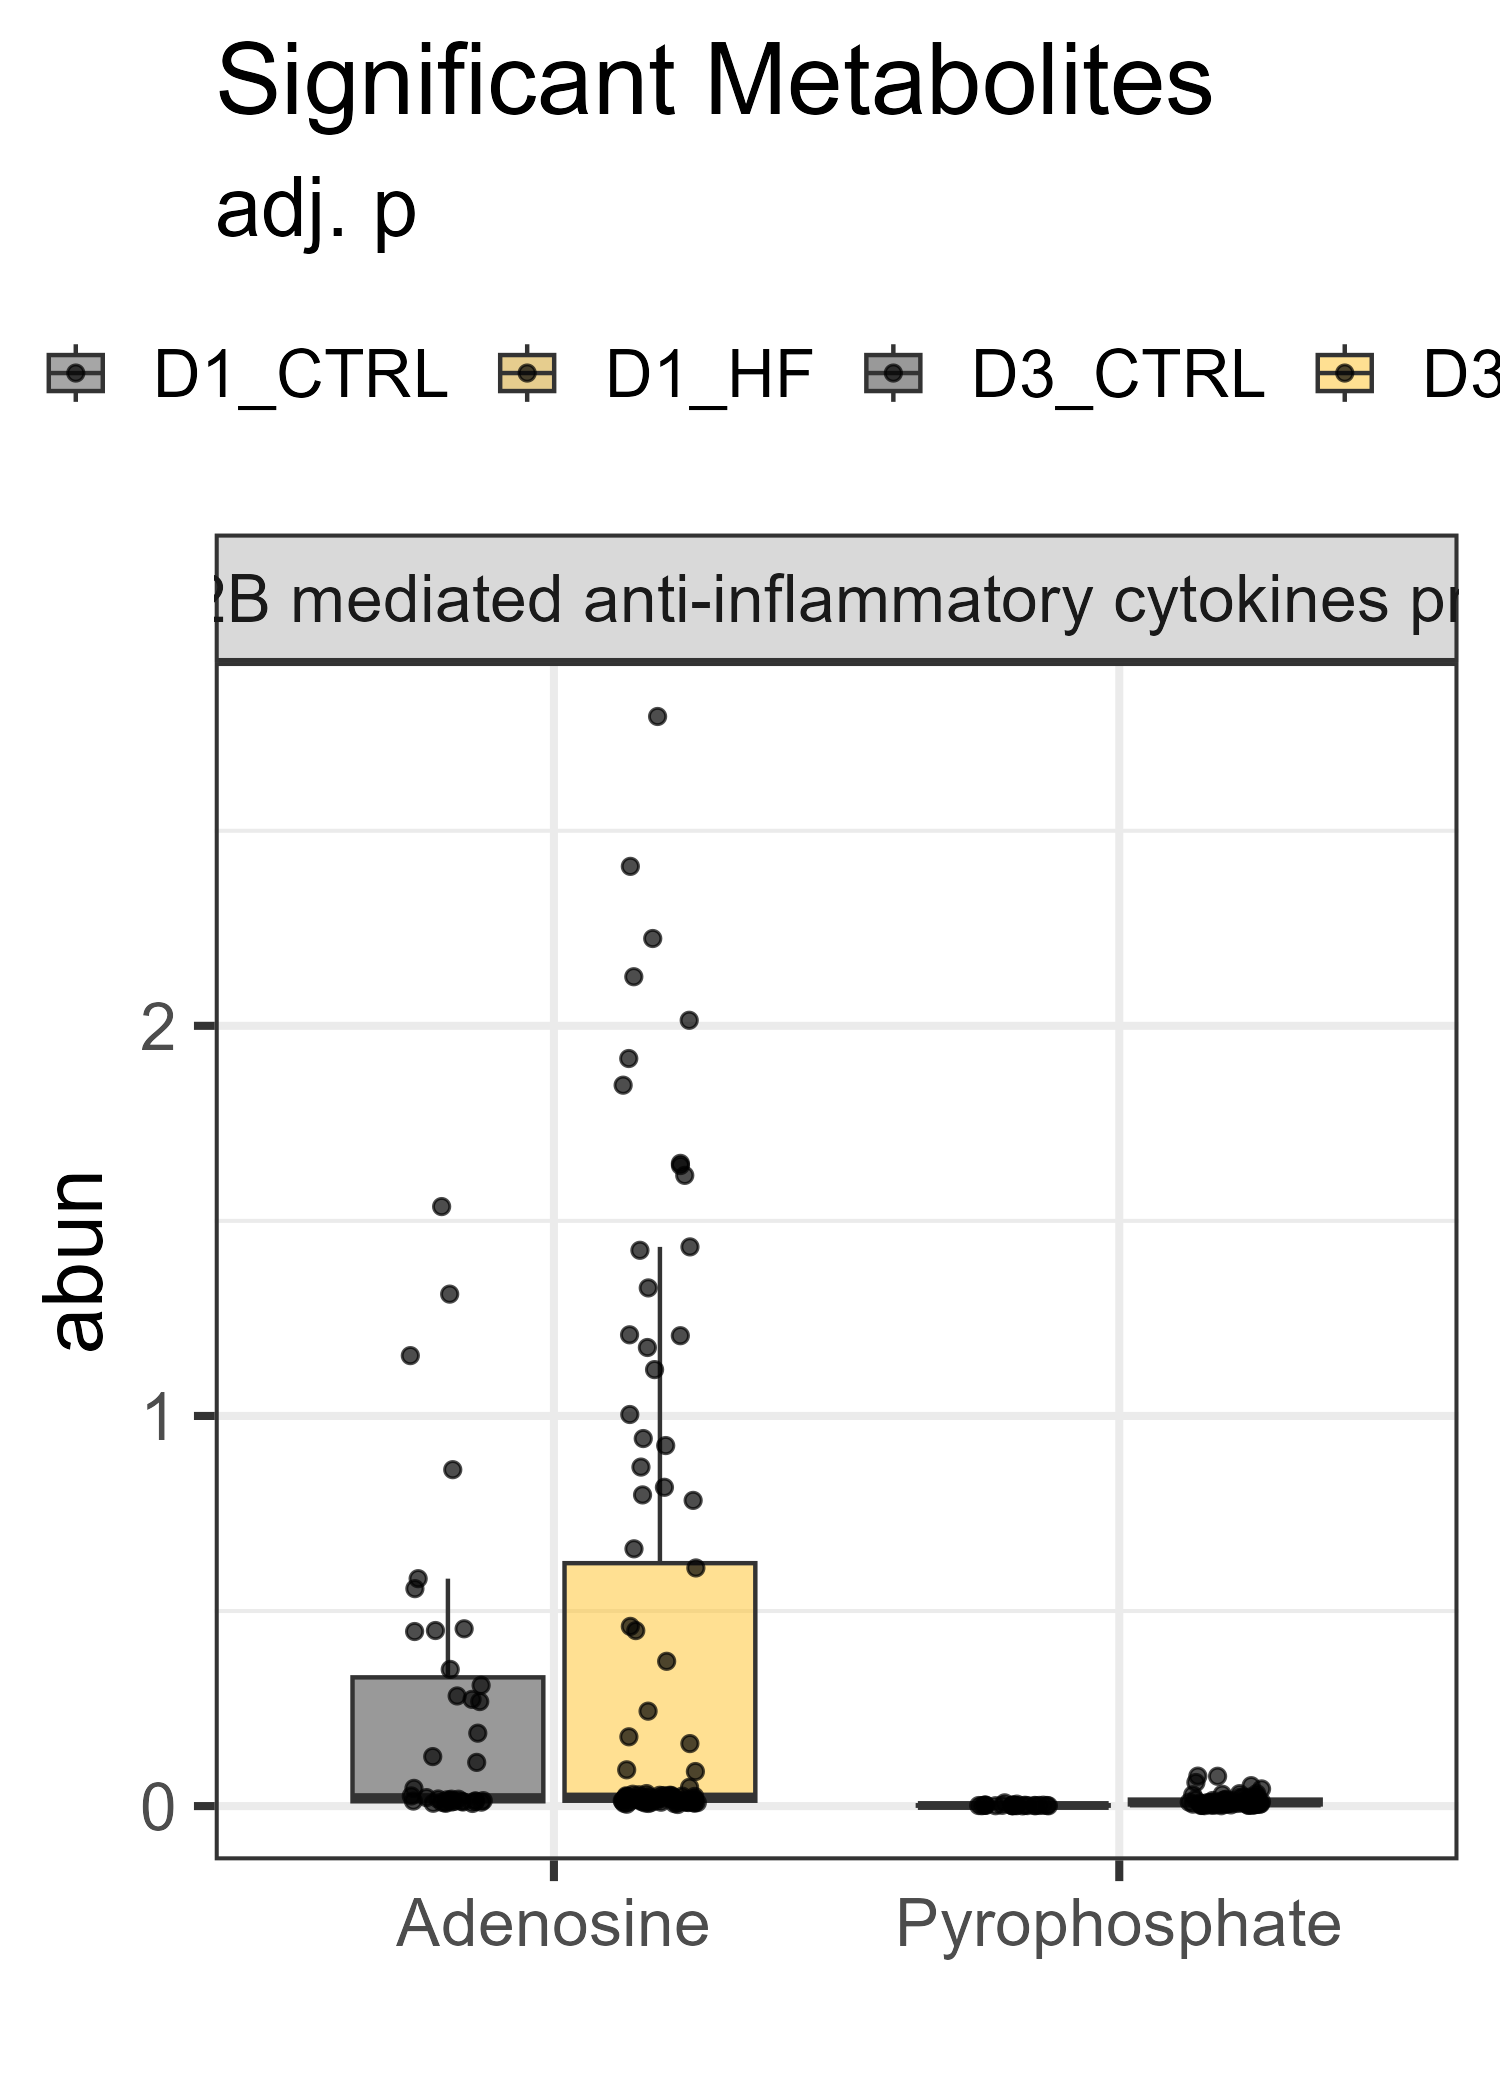 Significant Metabolites
adj. p
D1_CTRL D1_HF D3_CTRL D3
2B mediated anti-inflammatory cytokines pr
abun
2
1
0
Adenosine Pyrophosphate